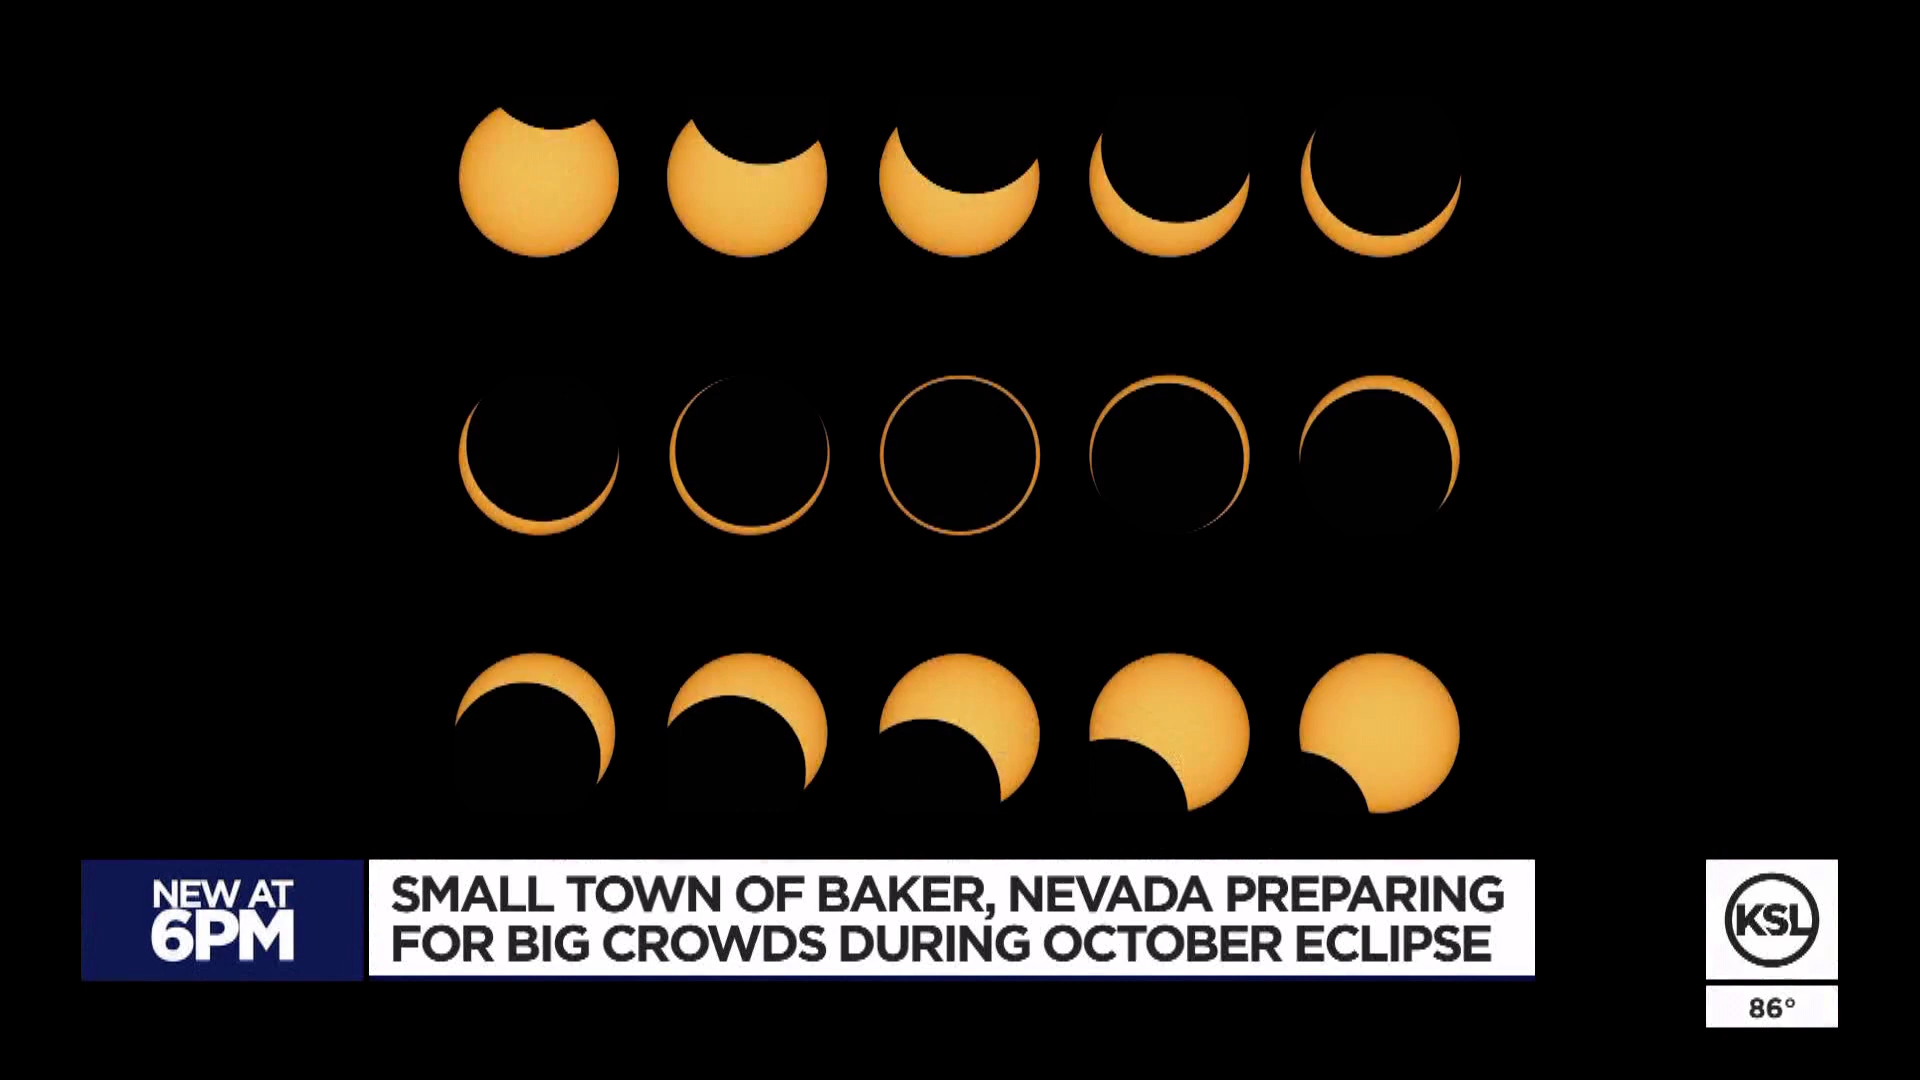 NEW AT
6PM
SMALL TOWN OF BAKER, NEVADA PREPARING
FOR BIG CROWDS DURING OCTOBER ECLIPSE
KSL
86°